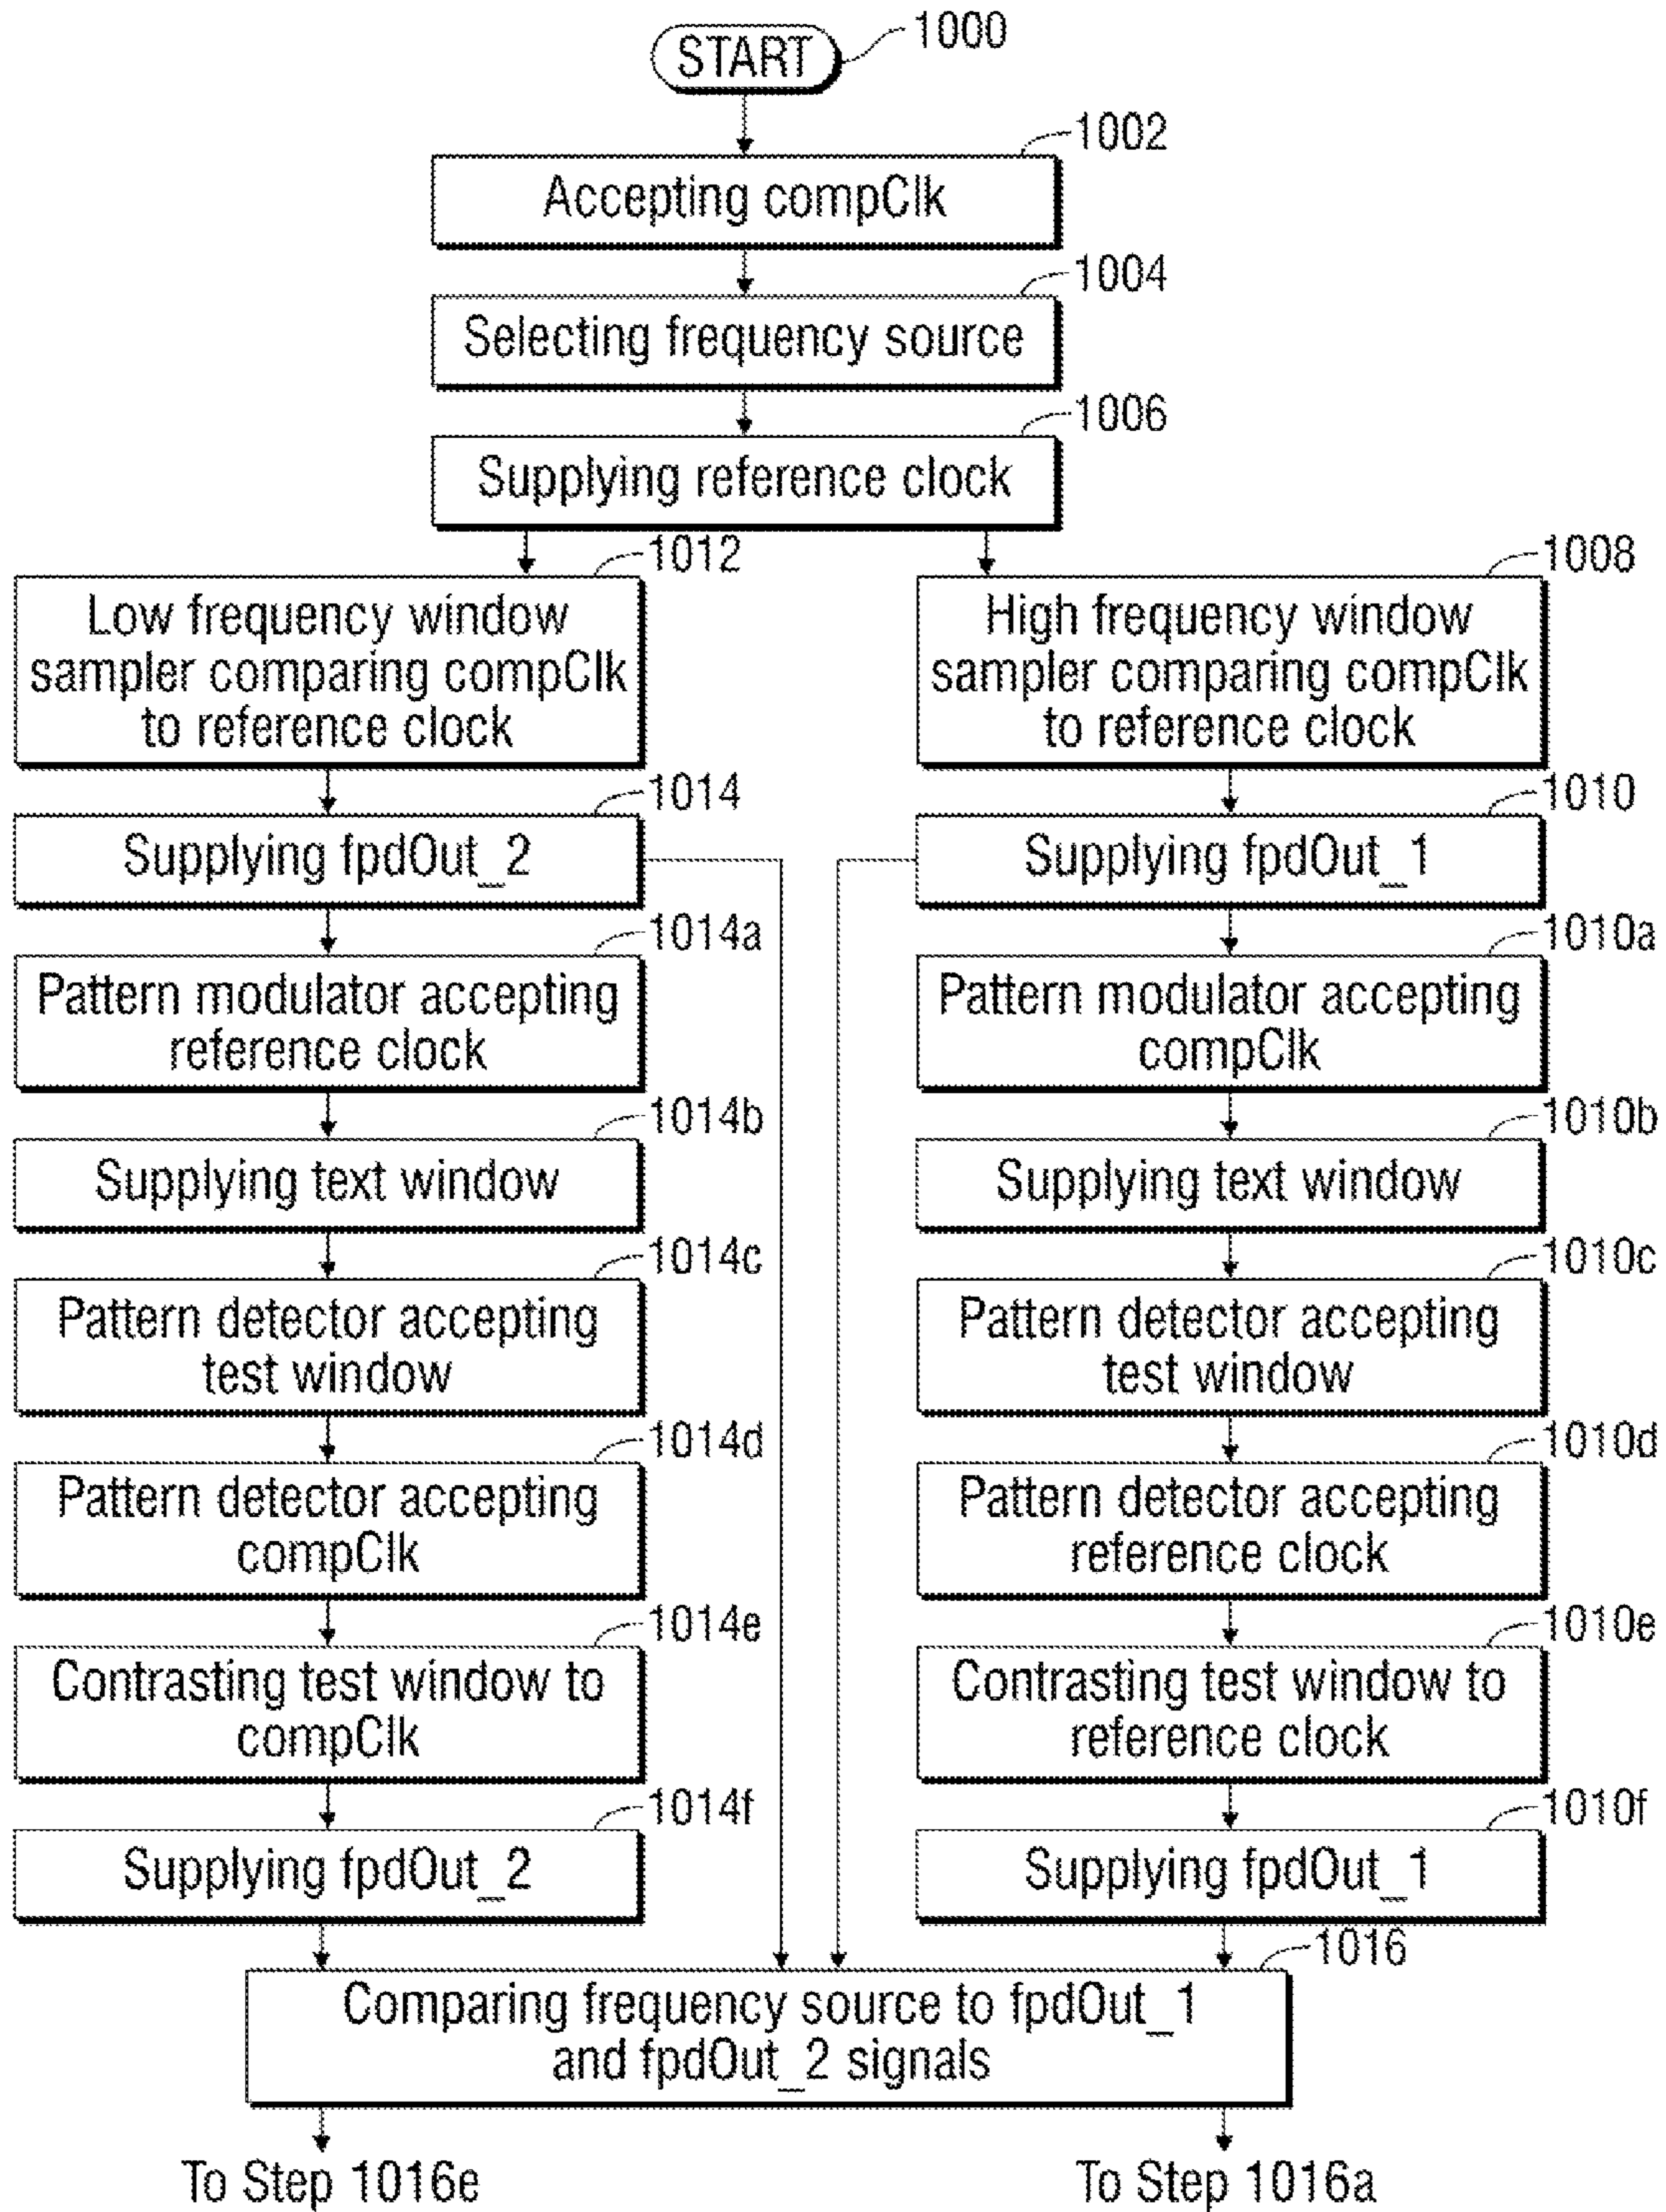 START
1000
1002
Accepting compClk
1004
Selecting frequency source
1006
Supplying reference clock
1012
Low frequency window
sampler comparing compClk
to reference clock
1008
High frequency window
sampler comparing compClk
to reference clock
1014
Supplying fpdOut_2
1010
Supplying fpdOut_1
1014a
Pattern modulator accepting
reference clock
1010a
Pattern modulator accepting
compClk
1014b
Supplying text window
1010b
Supplying text window
1014c
Pattern detector accepting
test window
1010c
Pattern detector accepting
test window
1014d
Pattern detector accepting
compClk
1010d
Pattern detector accepting
reference clock
1014e
Contrasting test window to
compClk
1010e
Contrasting test window to
reference clock
1014f
Supplying fpdOut_2
1010f
Supplying fpdOut_1
1016
Comparing frequency source to fpdOut_1
and fpdOut_2 signals
To Step 1016e
To Step 1016a